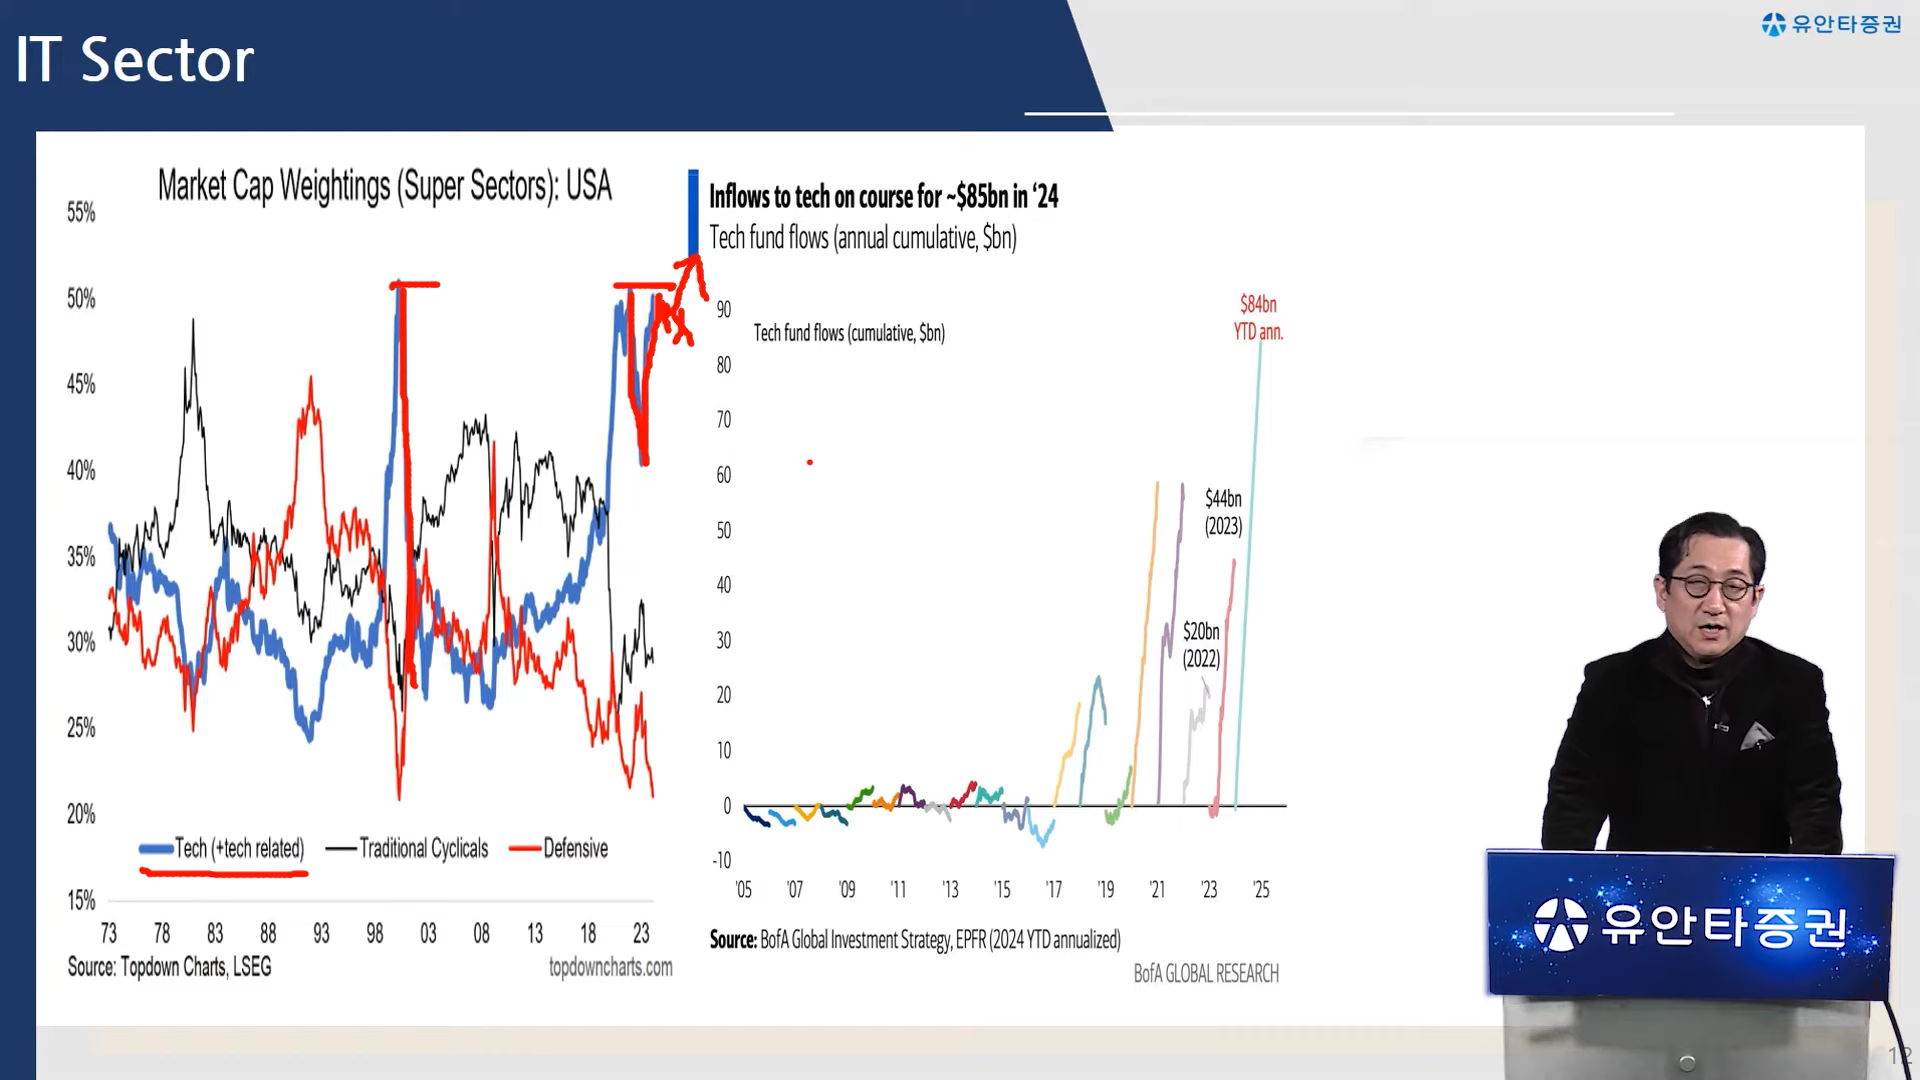 IT Sector
유안타증권
Market Cap Weightings (Super Sectors): USA
55%
50%
45%
40%
35%
30%
25%
20%
15%
Tech (+tech related)
Traditional Cyclicals
Defensive
73 78 83 88 93 98 03 08 13 18 23
Source: Topdown Charts, LSEG
topdowncharts.com
Inflows to tech on course for ~$85bn in ‘24
Tech fund flows (annual cumulative, $bn)
Tech fund flows (cumulative, $bn)
90
80
70
60
50
40
30
20
10
0
-10
$84bn
YTD ann.
$44bn
(2023)
$20bn
(2022)
'05 '07 '09 '11 '13 '15 '17 '19 '21 '23 '25
Source: BofA Global Investment Strategy, EPFR (2024 YTD annualized)
BofA GLOBAL RESEARCH
유안타증권
12